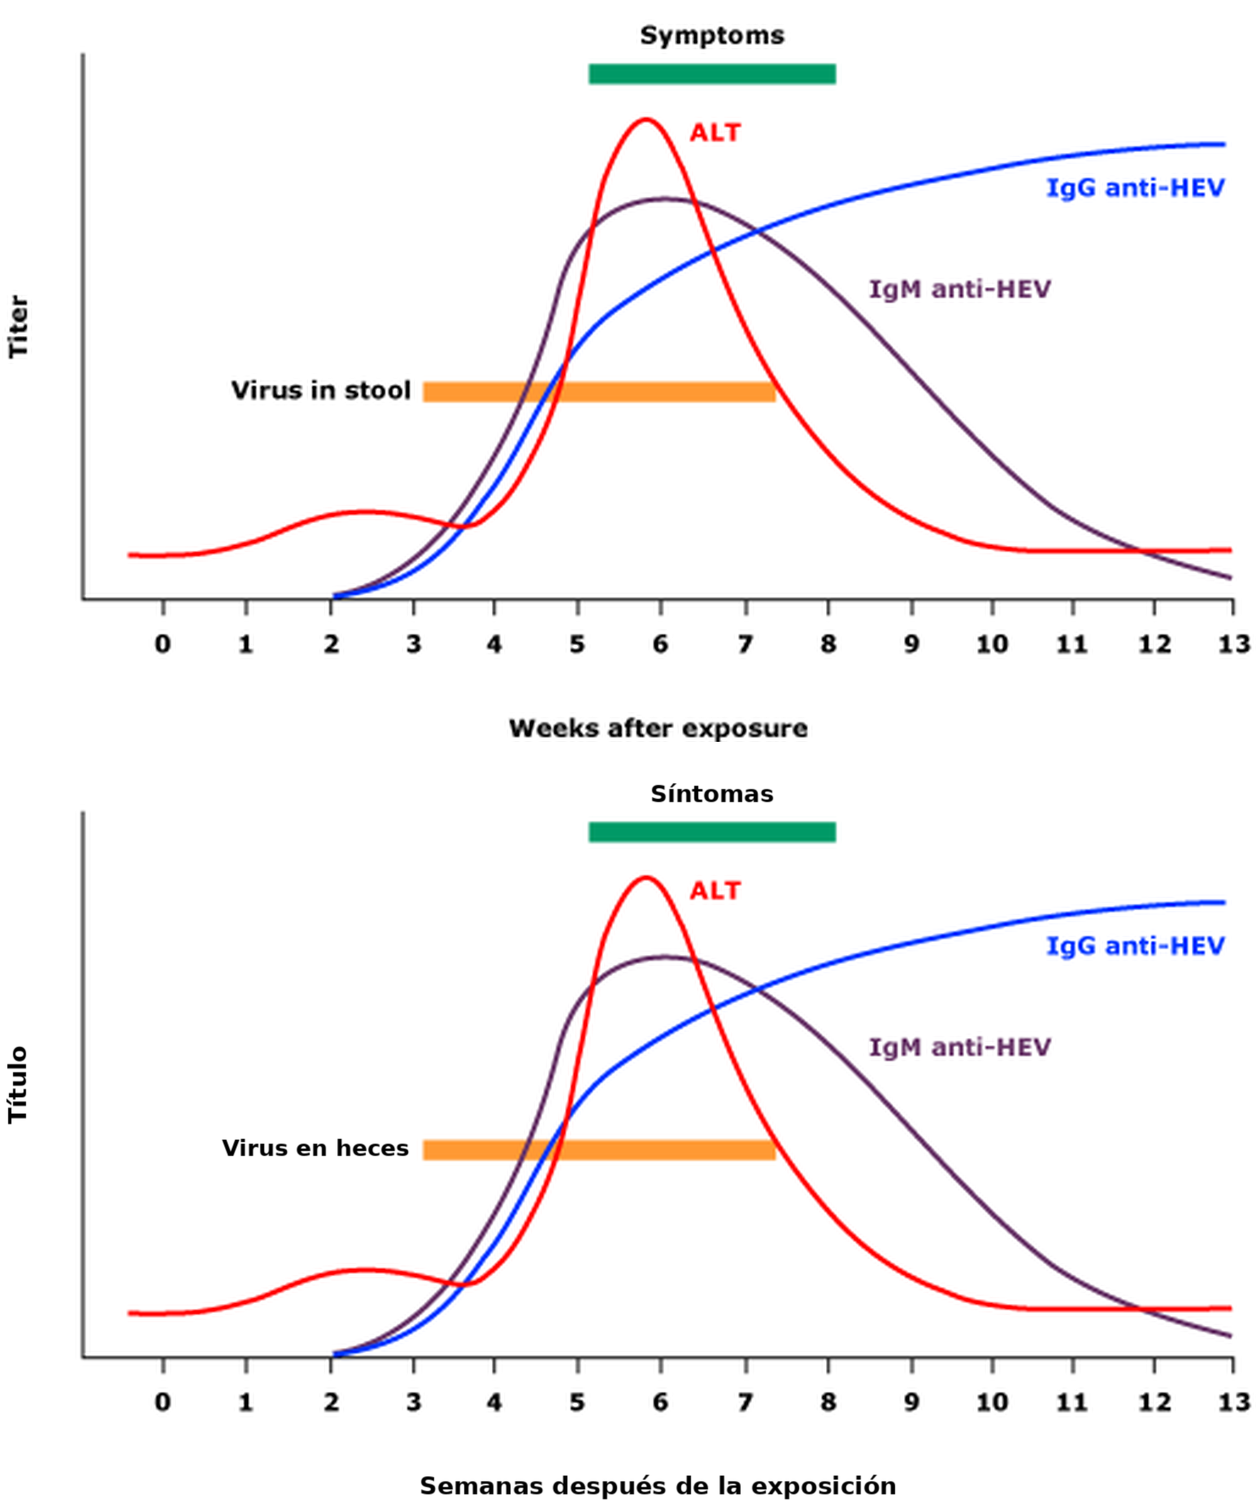 Symptoms
ALT
IgG anti-HEV
IgM anti-HEV
Titer
Virus in stool
0 1 2 3 4 5 6 7 8 9 10 11 12 13
Weeks after exposure
Síntomas
ALT
IgG anti-HEV
IgM anti-HEV
Título
Virus en heces
0 1 2 3 4 5 6 7 8 9 10 11 12 13
Semanas después de la exposición